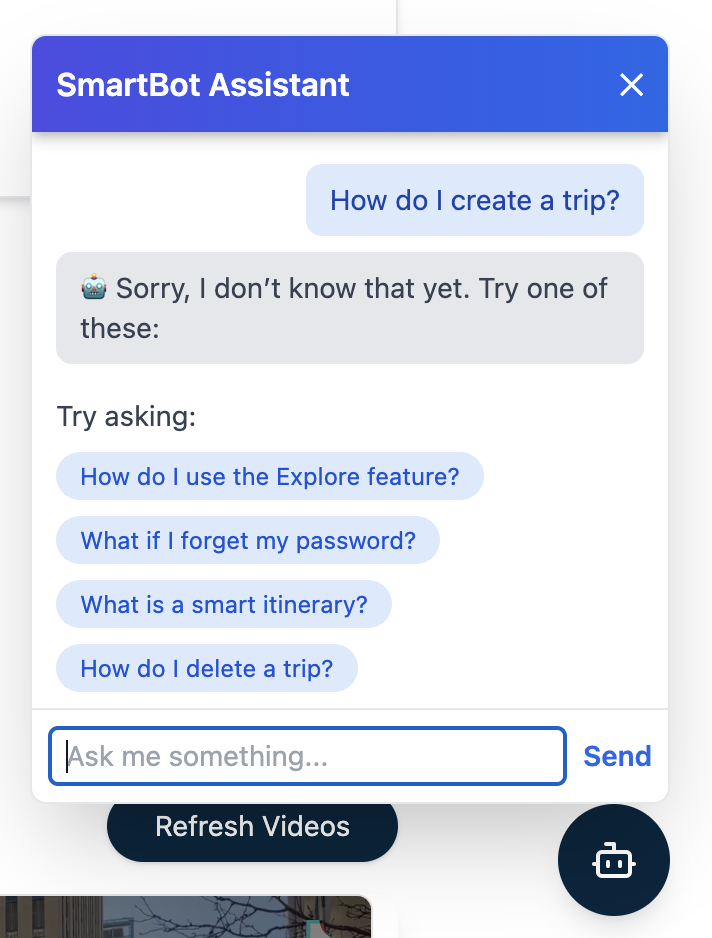 SmartBot Assistant
How do I create a trip?
🤖 Sorry, I don’t know that yet. Try one of
these:
Try asking:
How do I use the Explore feature?
What if I forget my password?
What is a smart itinerary?
How do I delete a trip?
Ask me something...
Send
Refresh Videos